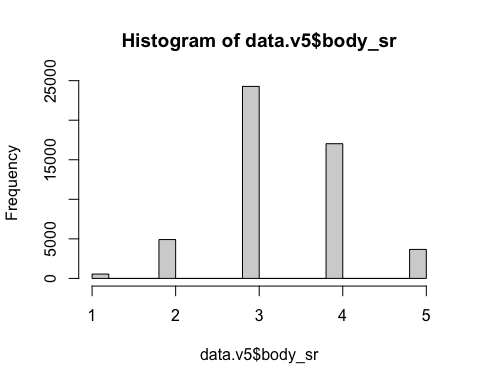 Histogram of data.v5$body_sr
Frequency
25000
15000
5000
0
1 2 3 4 5
data.v5$body_sr